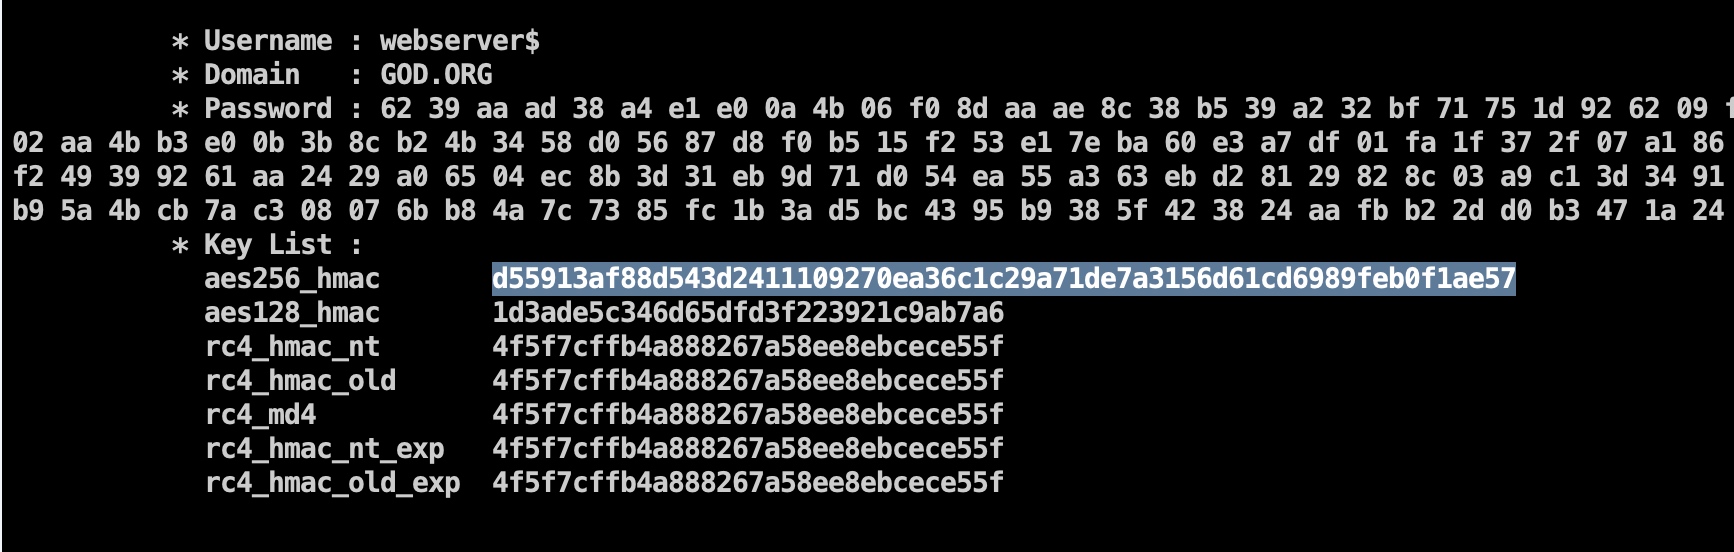 * Username : webserver$
* Domain : GOD.ORG
* Password : 62 39 aa ad 38 a4 e1 e0 0a 4b 06 f0 8d aa ae 8c 38 b5 39 a2 32 bf 71 75 1d 92 62 09
02 aa 4b b3 e0 0b 3b 8c b2 4b 34 58 d0 56 87 d8 f0 b5 15 f2 53 e1 7e ba 60 e3 a7 df 01 fa 1f 37 2f 07 a1 86
f2 49 39 92 61 aa 24 29 a0 65 04 ec 8b 3d 31 eb 9d 71 d0 54 ea 55 a3 63 eb d2 81 29 82 8c 03 a9 c1 3d 34 91
b9 5a 4b cb 7a c3 08 07 6b b8 4a 7c 73 85 fc 1b 3a d5 bc 43 95 b9 38 5f 42 38 24 aa fb b2 2d d0 b3 47 1a 24
* Key List :
aes256_hmac d55913af88d543d2411109270ea36c1c29a71de7a3156d61cd6989feb0f1ae57
aes128_hmac 1d3ade5c346d65dfd3f223921c9ab7a6
rc4_hmac_nt 4f5f7cffb4a888267a58ee8ebcece55f
rc4_hmac_old 4f5f7cffb4a888267a58ee8ebcece55f
rc4_md4 4f5f7cffb4a888267a58ee8ebcece55f
rc4_hmac_nt_exp 4f5f7cffb4a888267a58ee8ebcece55f
rc4_hmac_old_exp 4f5f7cffb4a888267a58ee8ebcece55f